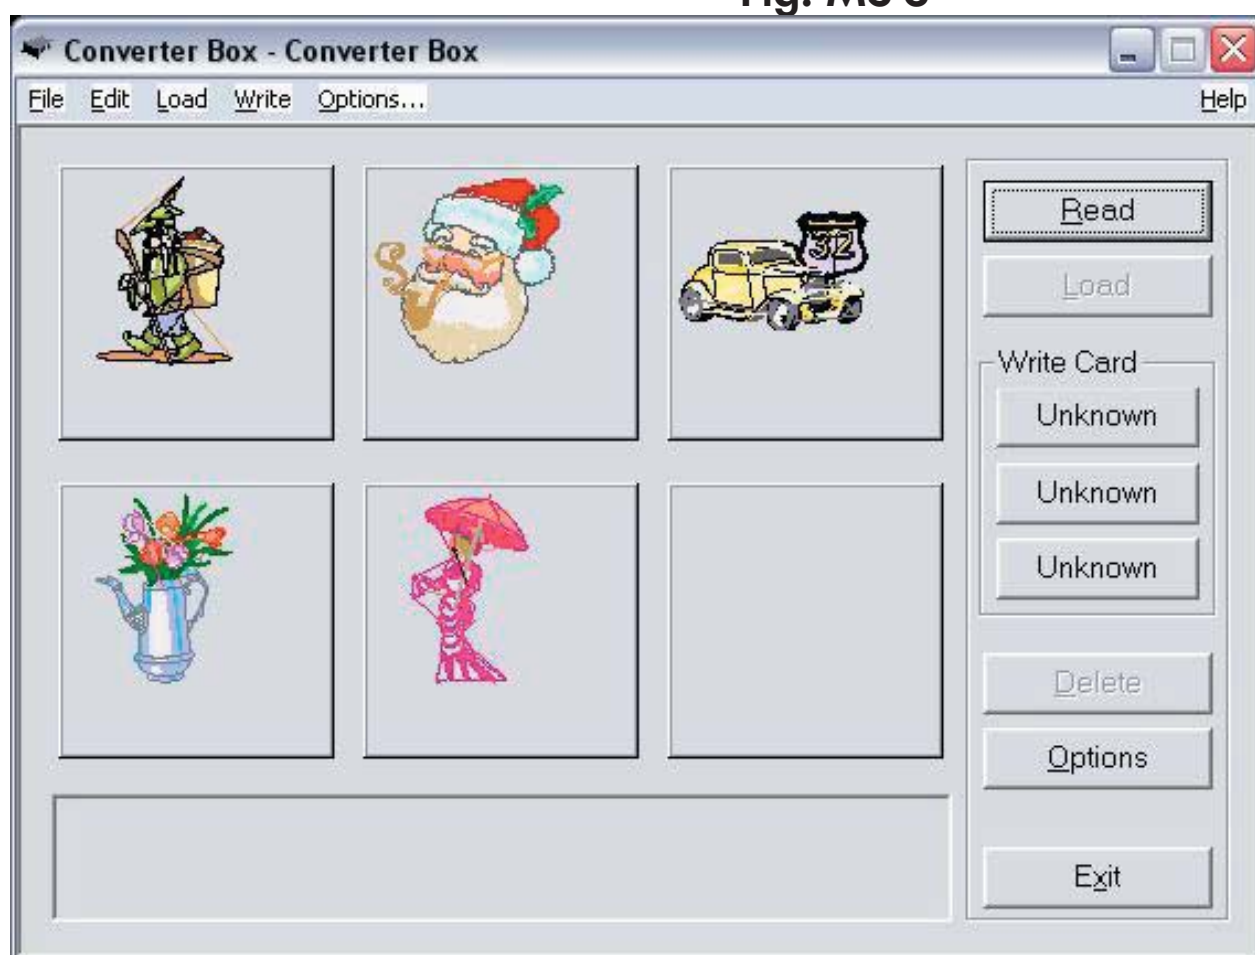 Converter Box - Converter Box
File Edit Load Write Options... Help
32
Read
Load
Write Card
Unknown
Unknown
Unknown
Delete
Options
Exit